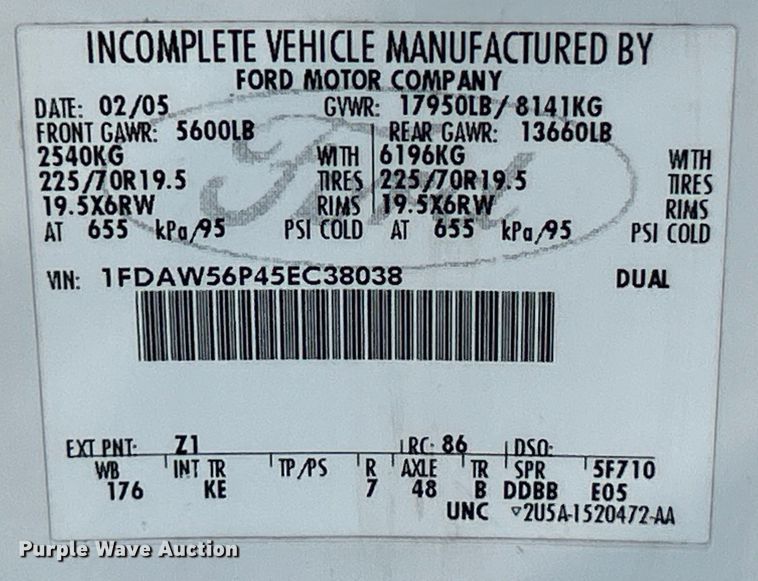 INCOMPLETE VEHICLE MANUFACTURED BY
FORD MOTOR COMPANY
DATE: 02/05 GVWR: 17950LB/ 8141KG
FRONT GAWR: 5600LB REAR GAWR: 13660LB
2540KG WITH 6196KG WITH
225/70R19.5 TIRES 225/70R19.5 TIRES
19.5X6RW RIMS 19.5X6RW RIMS
AT 655 kPa/95 PSI COLD AT 655 kPa/95 PSI COLD
VIN: 1FDAW56P45EC38038 DUAL
EXT PNT: Z1 RC: 86 DSO:
WB INT TR TP/PS R AXLE TR SPR 5F710
176 KE 7 48 B DDBB E05
UNC ▽2U5A-1520472-AA
Ford
Purple Wave Auction